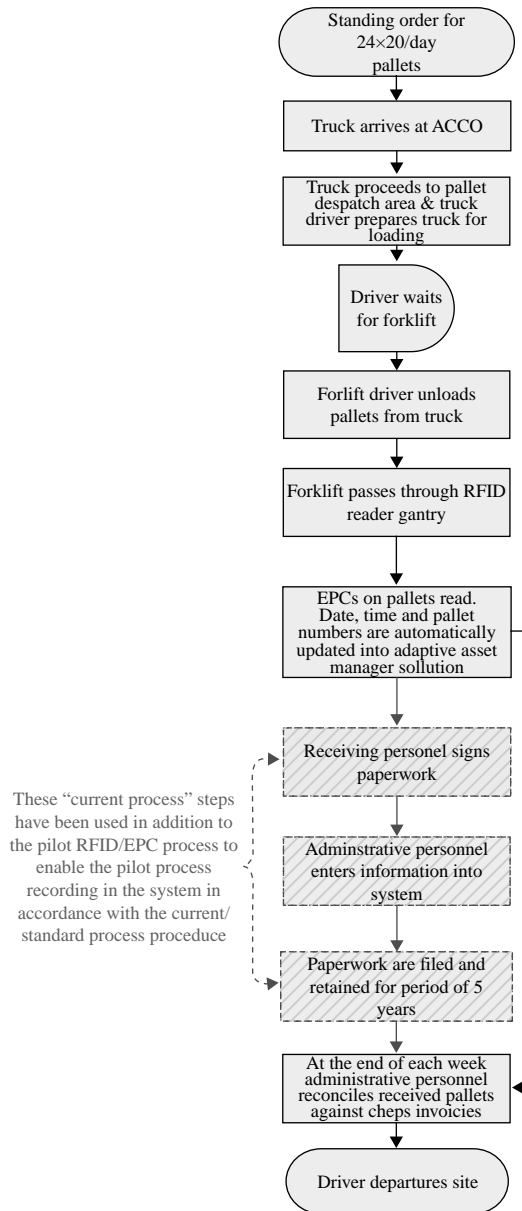 Standing order for
24×20/day
pallets
Truck arrives at ACCO
Truck proceeds to pallet
despatch area & truck
driver prepares truck for
loading
Driver waits
for forklift
Forlift driver unloads
pallets from truck
Forklift passes through RFID
reader gantry
EPCs on pallets read.
Date, time and pallet
numbers are automatically
updated into adaptive asset
manager sollution
Receiving personel signs
paperwork
These “current process” steps
have been used in addition to
the pilot RFID/EPC process to
enable the pilot process
recording in the system in
accordance with the current/
standard process proceduce
Adminstrative personnel
enters information into
system
Paperwork are filed and
retained for period of 5
years
At the end of each week
administrative personnel
reconciles received pallets
against cheps invoicies
Driver departures site